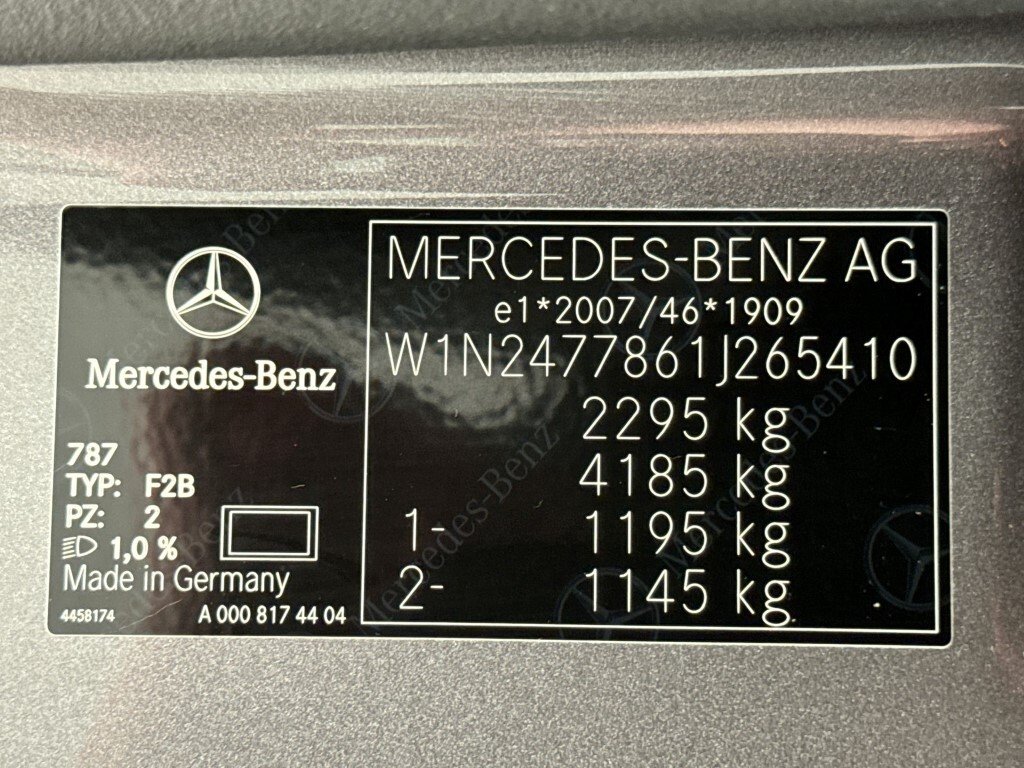 Mercedes-Benz
787
TYP: F2B
PZ: 2
1,0 %
Made in Germany
4458174 A 000 817 44 04
MERCEDES-BENZ AG
e1*2007/46*1909
W1N2477861J265410
2295 kg
4185 kg
1- 1195 kg
2- 1145 kg